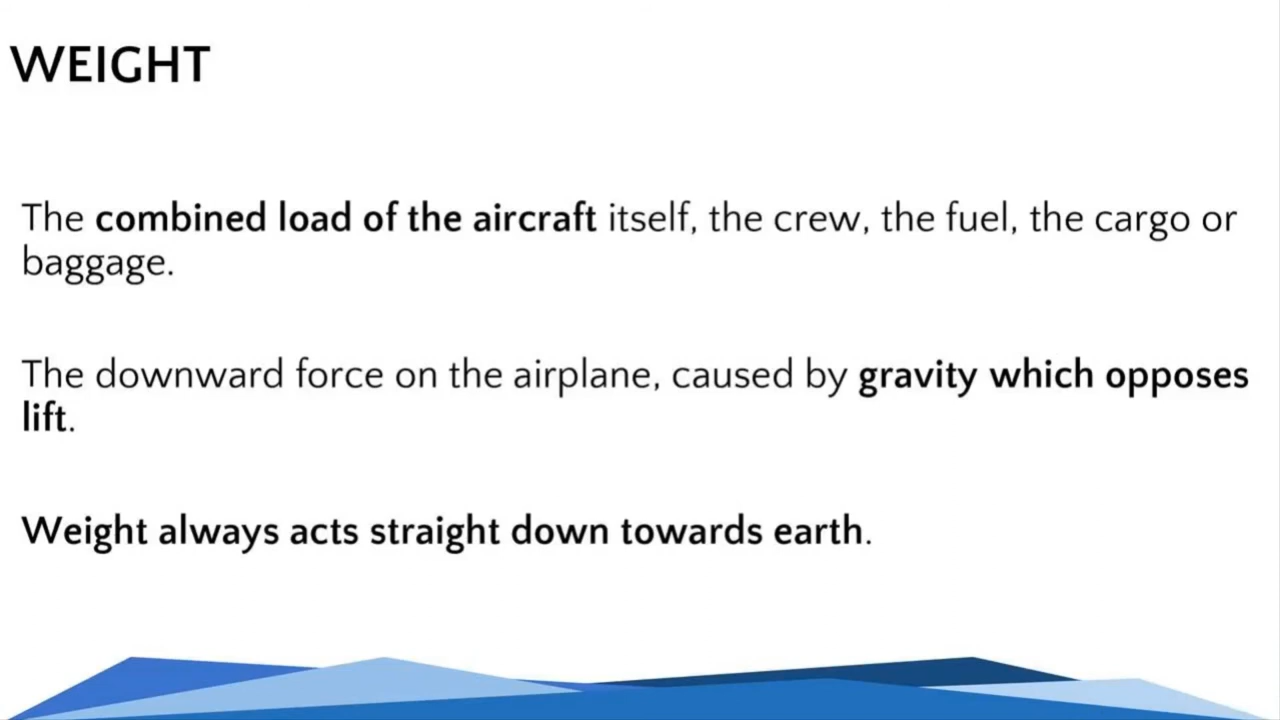 WEIGHT
The combined load of the aircraft itself, the crew, the fuel, the cargo or
baggage.
The downward force on the airplane, caused by gravity which opposes
lift.
Weight always acts straight down towards earth.